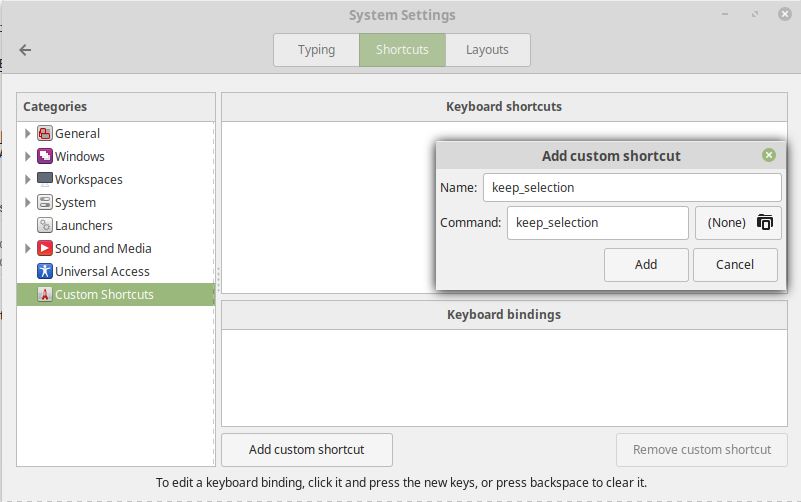 System Settings
Typing Shortcuts Layouts
Categories
General
Windows
Workspaces
System
Launchers
Sound and Media
Universal Access
Custom Shortcuts
Keyboard shortcuts
Add custom shortcut
Name: keep_selection
Command: keep_selection (None)
Add Cancel
Keyboard bindings
Add custom shortcut Remove custom shortcut
To edit a keyboard binding, click it and press the new keys, or press backspace to clear it.